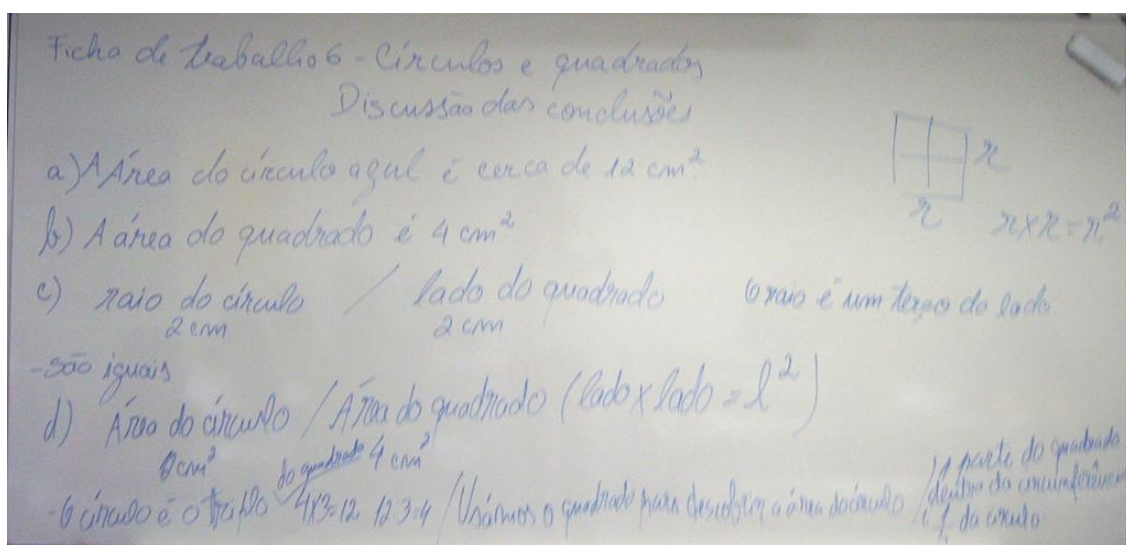 Ficha de trabalho 6 - Círculos e quadrados
Discussão das conclusões
a) A Área do círculo azul é cerca de 12 cm².
r
r
r x r = r²
b) A área do quadrado é 4 cm²
c) raio do círculo / lado do quadrado O raio é um terço do lado
2 cm 2 cm
- São iguais
d) Área do círculo / Área do quadrado (lado x lado = l²)
cm² 4 cm²
- O círculo é o triplo do quadrado 4x3=12 12:3=4 / Usámos o quadrado para descobrir a área do círculo / A parte do quadrado
dentro da circunferência
é do círculo